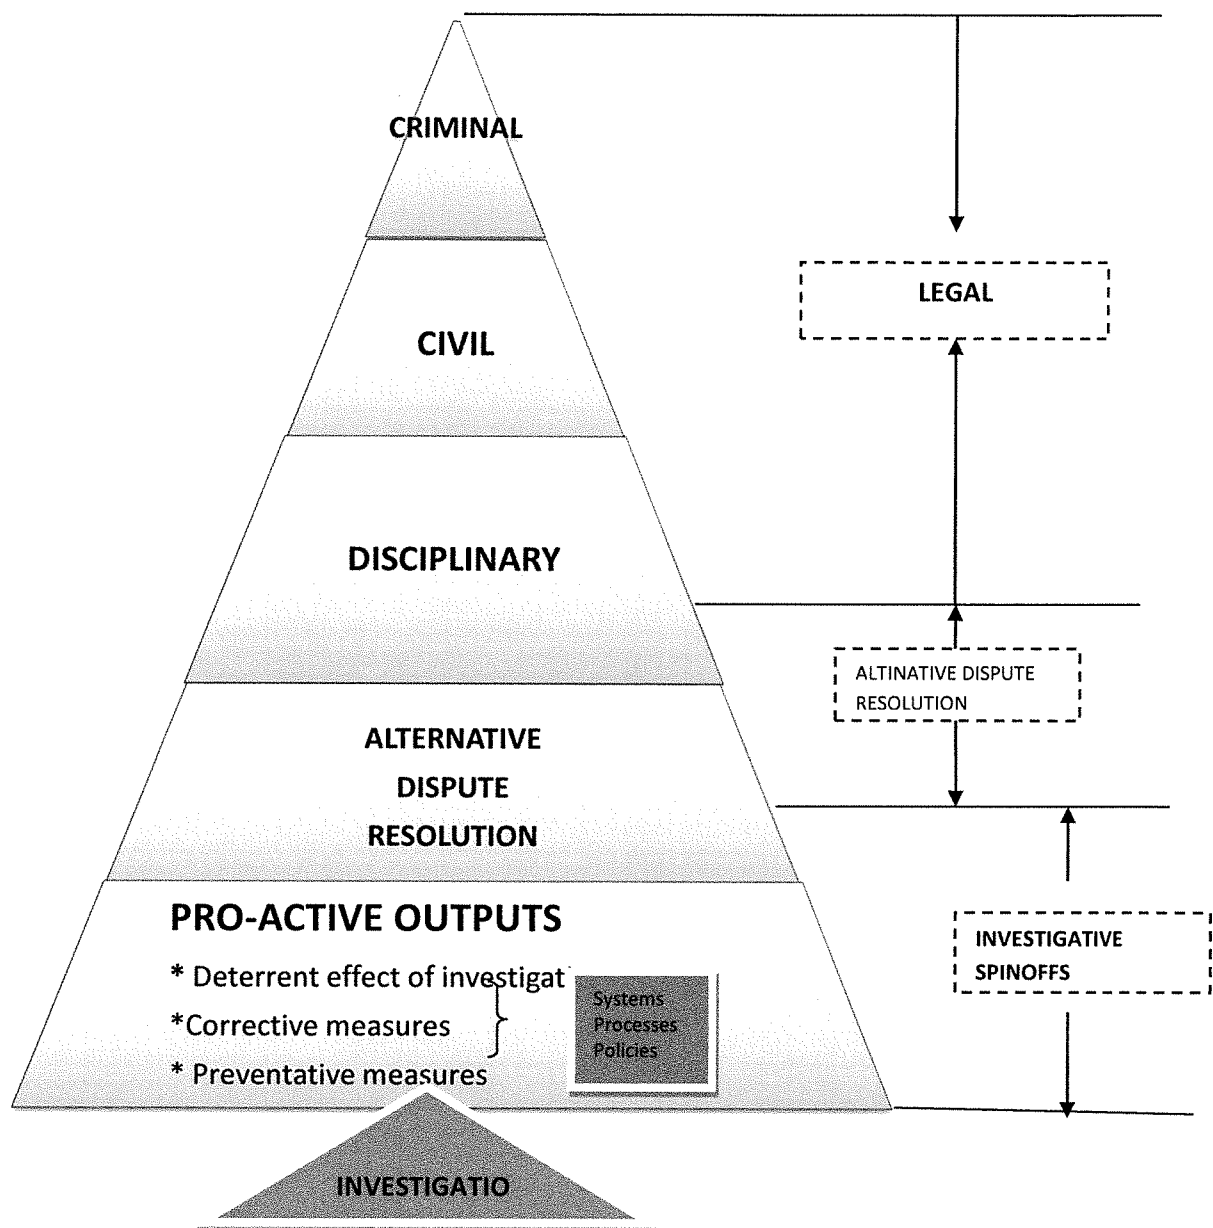 CRIMINAL
LEGAL
CIVIL
DISCIPLINARY
ALTINATIVE DISPUTE
RESOLUTION
ALTERNATIVE
DISPUTE
RESOLUTION
PRO-ACTIVE OUTPUTS
* Deterrent effect of investigat
*Corrective measures
* Preventative measures
Systems
Processes
Policies
INVESTIGATIVE
SPINOFFS
INVESTIGATIO